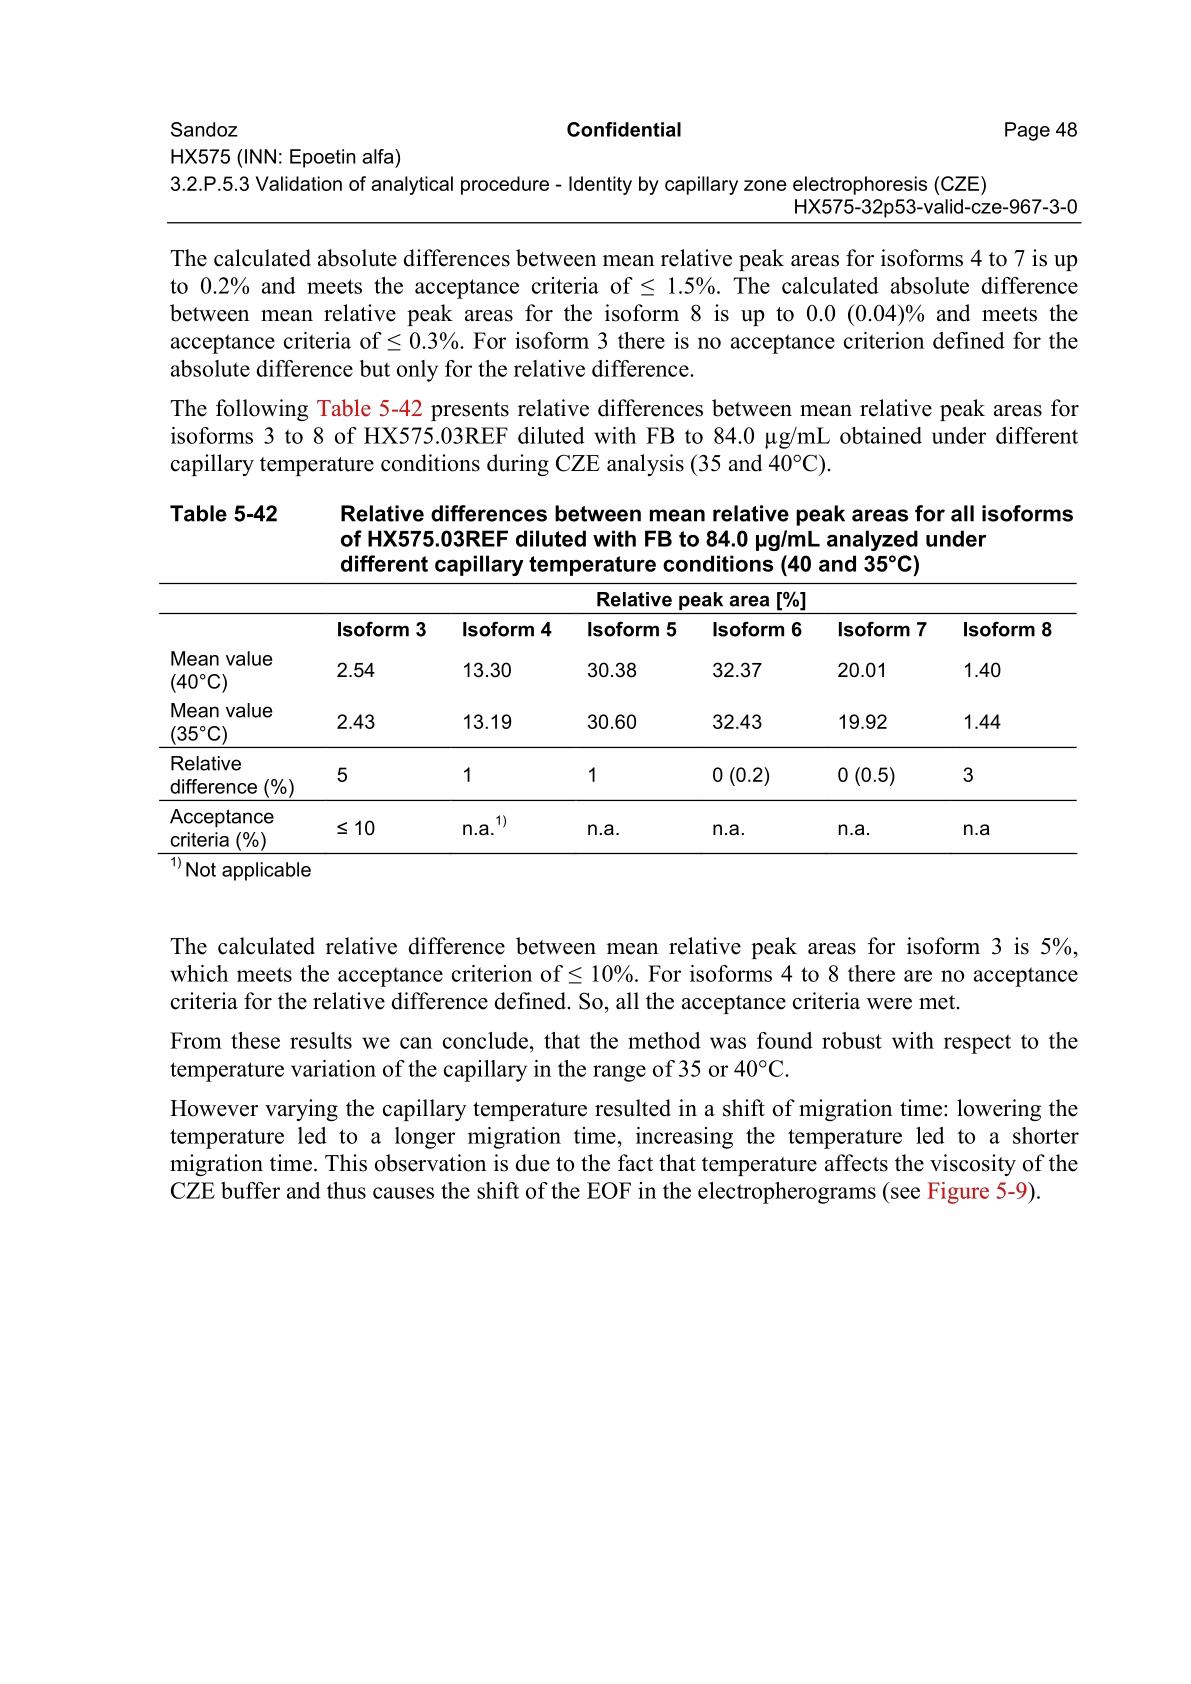 Sandoz Confidential Page 48
HX575 (INN: Epoetin alfa)
3.2.P.5.3 Validation of analytical procedure - Identity by capillary zone electrophoresis (CZE)
HX575-32p53-valid-cze-967-3-0
The calculated absolute differences between mean relative peak areas for isoforms 4 to 7 is up
to 0.2% and meets the acceptance criteria of ≤ 1.5%. The calculated absolute difference
between mean relative peak areas for the isoform 8 is up to 0.0 (0.04)% and meets the
acceptance criteria of ≤ 0.3%. For isoform 3 there is no acceptance criterion defined for the
absolute difference but only for the relative difference.
The following Table 5-42 presents relative differences between mean relative peak areas for
isoforms 3 to 8 of HX575.03REF diluted with FB to 84.0 µg/mL obtained under different
capillary temperature conditions during CZE analysis (35 and 40°C).
Table 5-42 Relative differences between mean relative peak areas for all isoforms
of HX575.03REF diluted with FB to 84.0 µg/mL analyzed under
different capillary temperature conditions (40 and 35°C)
Relative peak area [%]
Isoform 3 Isoform 4 Isoform 5 Isoform 6 Isoform 7 Isoform 8
Mean value
(40°C) 2.54 13.30 30.38 32.37 20.01 1.40
Mean value
(35°C) 2.43 13.19 30.60 32.43 19.92 1.44
Relative
difference (%) 5 1 1 0 (0.2) 0 (0.5) 3
Acceptance
criteria (%) ≤ 10 n.a.1) n.a. n.a. n.a. n.a
1) Not applicable
The calculated relative difference between mean relative peak areas for isoform 3 is 5%,
which meets the acceptance criterion of ≤ 10%. For isoforms 4 to 8 there are no acceptance
criteria for the relative difference defined. So, all the acceptance criteria were met.
From these results we can conclude, that the method was found robust with respect to the
temperature variation of the capillary in the range of 35 or 40°C.
However varying the capillary temperature resulted in a shift of migration time: lowering the
temperature led to a longer migration time, increasing the temperature led to a shorter
migration time. This observation is due to the fact that temperature affects the viscosity of the
CZE buffer and thus causes the shift of the EOF in the electropherograms (see Figure 5-9).